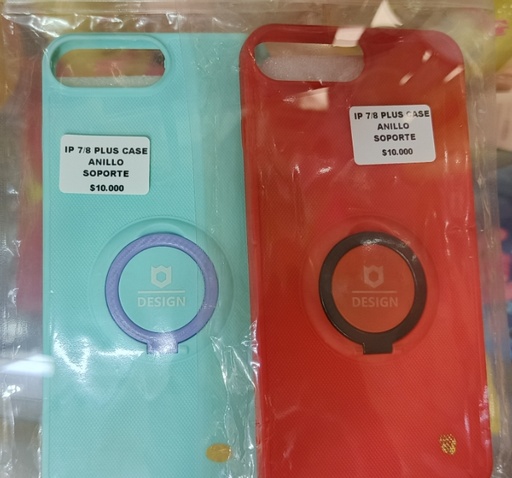 IP 7/8 PLUS CASE
ANILLO
SOPORTE
$10.000
DESIGN
IP 7/8 PLUS CASE
ANILLO
SOPORTE
$10.000
DESIGN